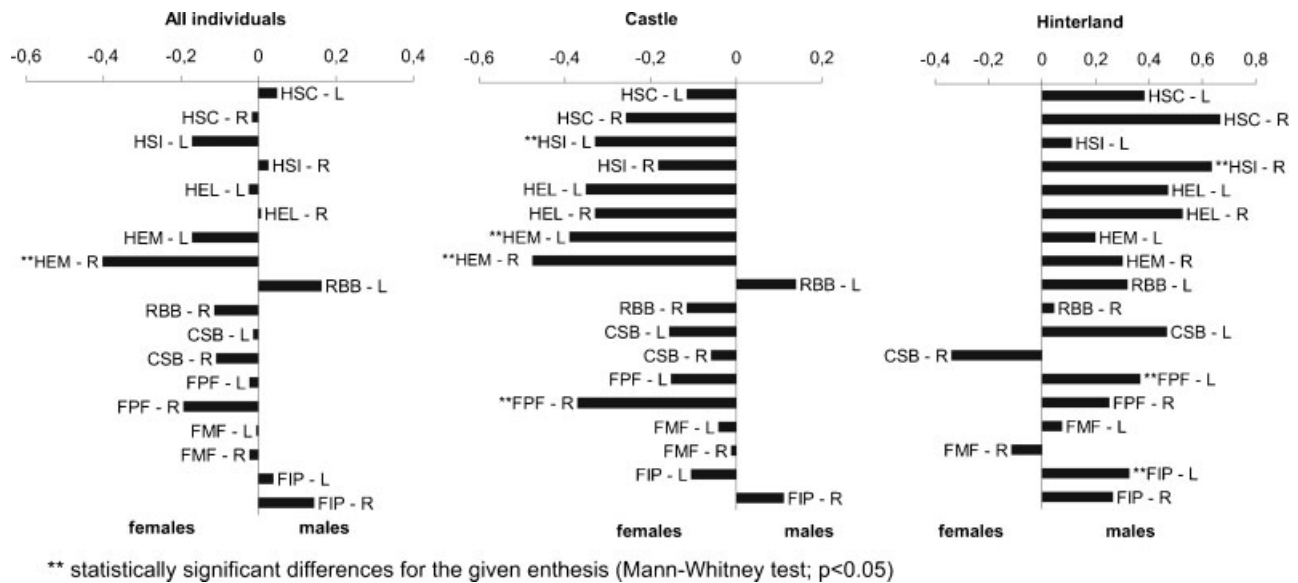 All individuals
-0,6 -0,4 -0,2 0 0,2 0,4
HSC - L
HSC - R
HSI - L
HSI - R
HEL - L
HEL - R
HEM - L
**HEM - R
RBB - L
RBB - R
CSB - L
CSB - R
FPF - L
FPF - R
FMF - L
FMF - R
FIP - L
FIP - R
females males
Castle
-0,6 -0,4 -0,2 0 0,2
HSC - L
HSC - R
**HSI - L
HSI - R
HEL - L
HEL - R
**HEM - L
**HEM - R
RBB - L
RBB - R
CSB - L
CSB - R
FPF - L
**FPF - R
FMF - L
FMF - R
FIP - L
FIP - R
females males
Hinterland
-0,4 -0,2 0 0,2 0,4 0,6 0,8
HSC - L
HSC - R
HSI - L
**HSI - R
HEL - L
HEL - R
HEM - L
HEM - R
RBB - L
RBB - R
CSB - L
CSB - R
**FPF - L
FPF - R
FMF - L
FMF - R
**FIP - L
FIP - R
females males
** statistically significant differences for the given enthesis (Mann-Whitney test; p<0.05)